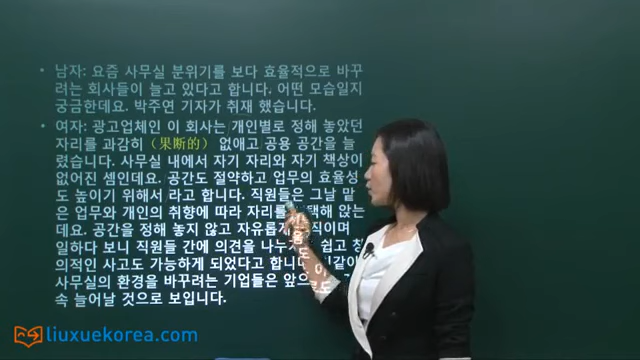 • 남자: 요즘 사무실 분위기를 보다 효율적으로 바꾸
려는 회사들이 늘고 있다고 합니다. 어떤 모습일지
궁금한데요. 박주연 기자가 취재 했습니다.
• 여자: 광고업체인 이 회사는 개인별로 정해 놓았던
자리를 과감히 (果断的) 없애고 공용 공간을 늘
렸습니다. 사무실 내에서 자기 자리와 자기 책상이
없어진 셈인데요. 공간도 절약하고 업무의 효율성
도 높이기 위해서 라고 합니다. 직원들은 그날 맡
은 업무와 개인의 취향에 따라 자리를 선택해 앉는
데요. 공간을 정해 놓지 않고 자유롭게
일하다 보니 직원들 간에 의견을 나누기 쉽고 창
의적인 사고도 가능하게 되었다고 합니다.
사무실의 환경을 바꾸려는 기업들은 앞으로도
속 늘어날 것으로 보입니다.
liuxuekorea.com